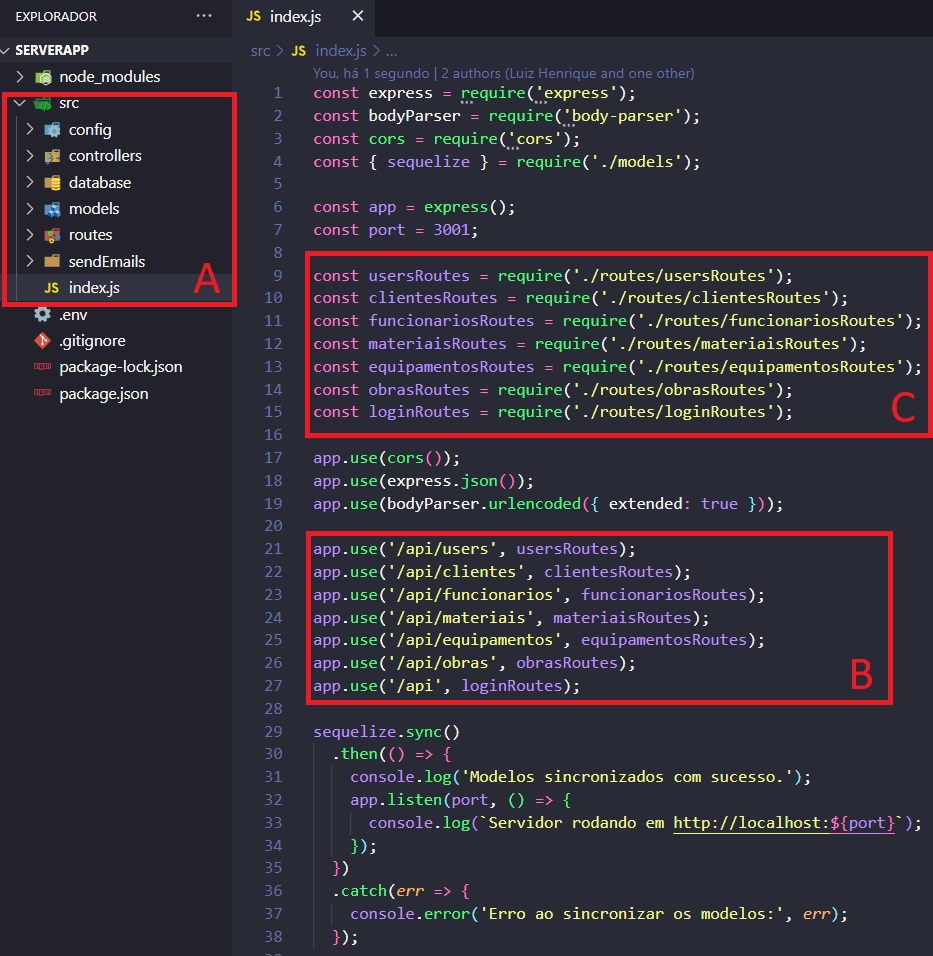 EXPLORADOR ...
JS index.js ×
SERVERAPP
node_modules
src
config
controllers
database
models
routes
sendEmails
JS index.js
.env
.gitignore
package-lock.json
package.json
A
src > JS index.js > ...
You, há 1 segundo | 2 authors (Luiz Henrique and one other)
1 const express = require('express');
2 const bodyParser = require('body-parser');
3 const cors = require('cors');
4 const { sequelize } = require('./models');
5
6 const app = express();
7 const port = 3001;
8
9 const usersRoutes = require('./routes/usersRoutes');
10 const clientesRoutes = require('./routes/clientesRoutes');
11 const funcionariosRoutes = require('./routes/funcionariosRoutes');
12 const materiaisRoutes = require('./routes/materiaisRoutes');
13 const equipamentosRoutes = require('./routes/equipamentosRoutes');
14 const obrasRoutes = require('./routes/obrasRoutes');
15 const loginRoutes = require('./routes/loginRoutes');
C
16
17 app.use(cors());
18 app.use(express.json());
19 app.use(bodyParser.urlencoded({ extended: true }));
20
21 app.use('/api/users', usersRoutes);
22 app.use('/api/clientes', clientesRoutes);
23 app.use('/api/funcionarios', funcionariosRoutes);
24 app.use('/api/materiais', materiaisRoutes);
25 app.use('/api/equipamentos', equipamentosRoutes);
26 app.use('/api/obras', obrasRoutes);
27 app.use('/api', loginRoutes);
B
28
29 sequelize.sync()
30 .then(() => {
31 console.log('Modelos sincronizados com sucesso.');
32 app.listen(port, () => {
33 console.log(`Servidor rodando em http://localhost:${port}`);
34 });
35 })
36 .catch(err => {
37 console.error('Erro ao sincronizar os modelos:', err);
38 });